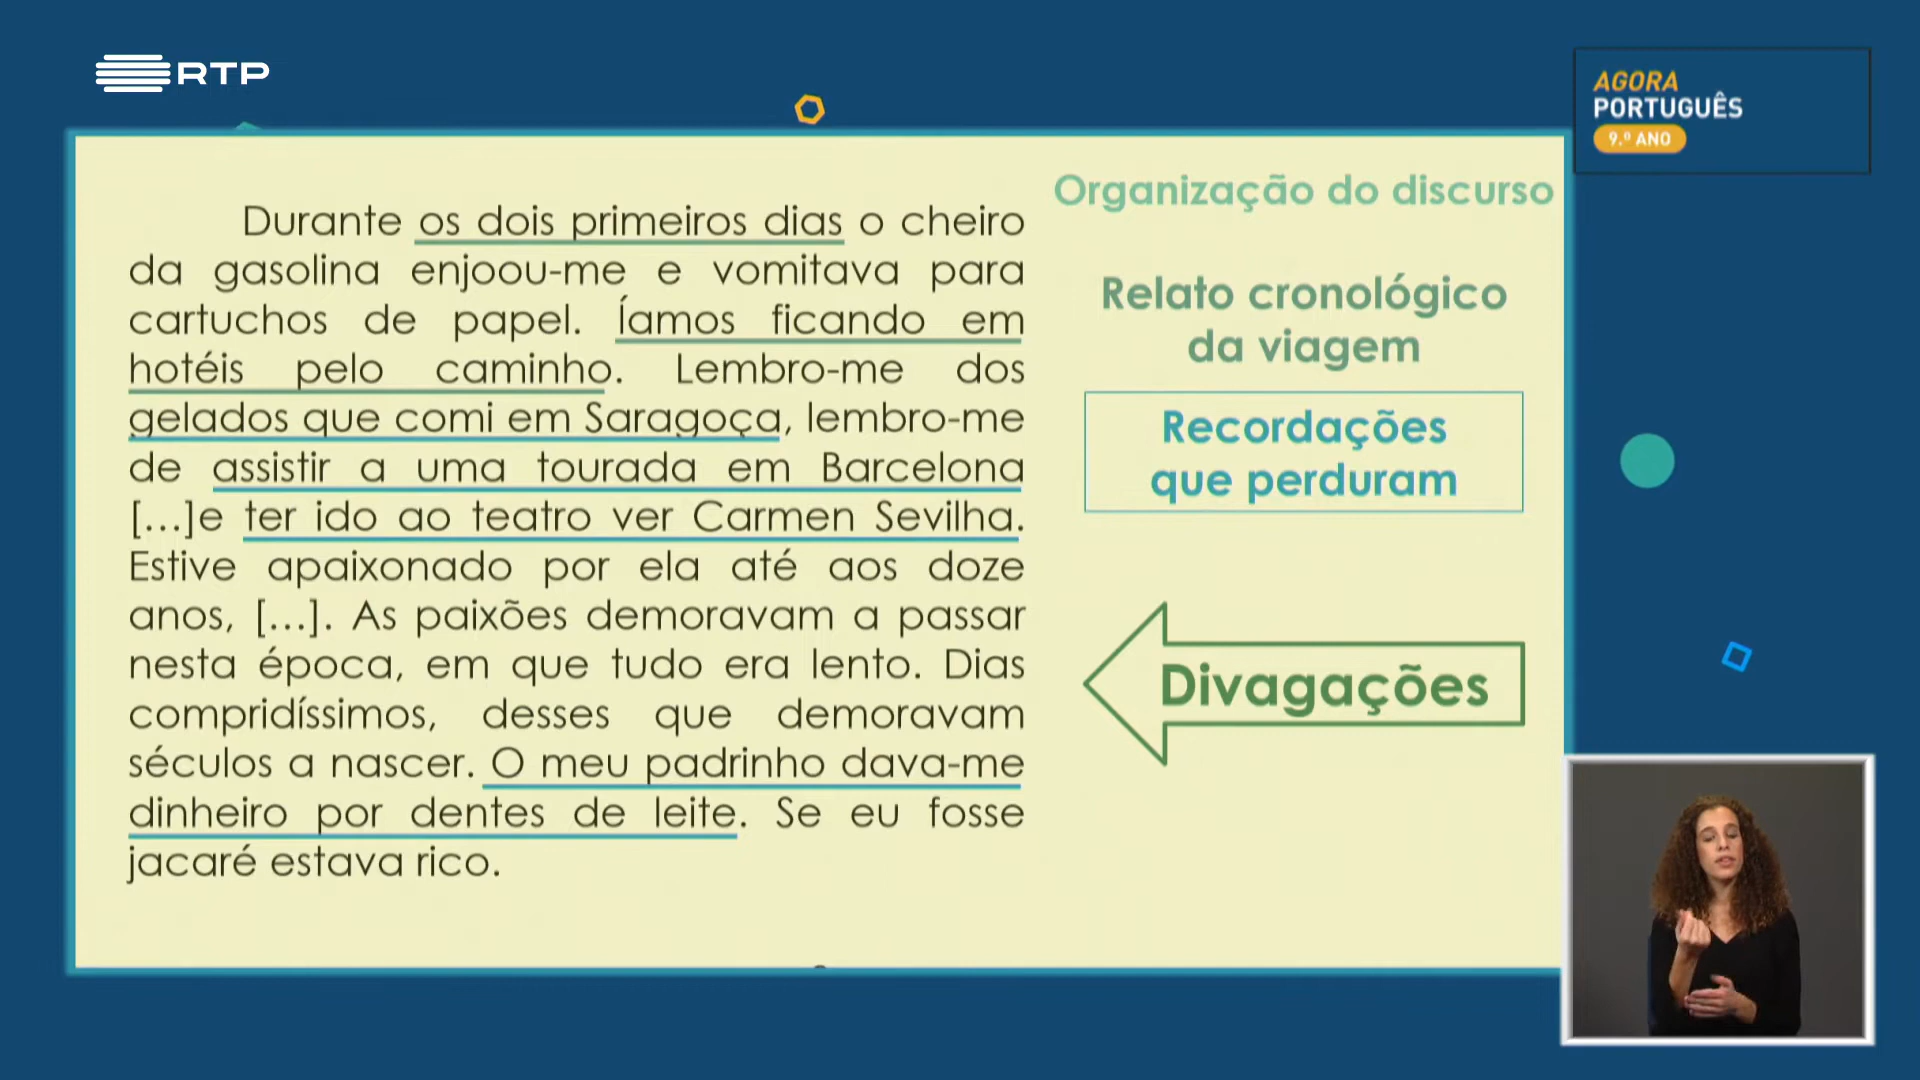 RTP
AGORA
PORTUGUÊS
9.º ANO
Durante os dois primeiros dias o cheiro
da gasolina enjoou-me e vomitava para
cartuchos de papel. Íamos ficando em
hotéis pelo caminho. Lembro-me dos
gelados que comi em Saragoça, lembro-me
de assistir a uma tourada em Barcelona
[...]e ter ido ao teatro ver Carmen Sevilha.
Estive apaixonado por ela até aos doze
anos, [...]. As paixões demoravam a passar
nesta época, em que tudo era lento. Dias
compridíssimos, desses que demoravam
séculos a nascer. O meu padrinho dava-me
dinheiro por dentes de leite. Se eu fosse
jacaré estava rico.
Organização do discurso
Relato cronológico
da viagem
Recordações
que perduram
Divagações